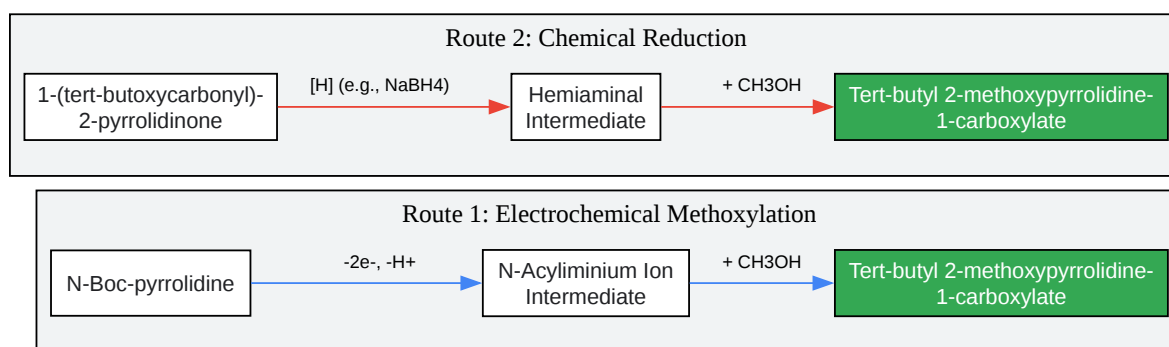 Route 2: Chemical Reduction
1-(tert-butoxycarbonyl)-
2-pyrrolidinone
[H] (e.g., NaBH4)
Hemiaminal
Intermediate
+ CH3OH
Tert-butyl 2-methoxypyrrolidine-
1-carboxylate
Route 1: Electrochemical Methoxylation
N-Boc-pyrrolidine
-2e-, -H+
N-Acyliminium Ion
Intermediate
+ CH3OH
Tert-butyl 2-methoxypyrrolidine-
1-carboxylate